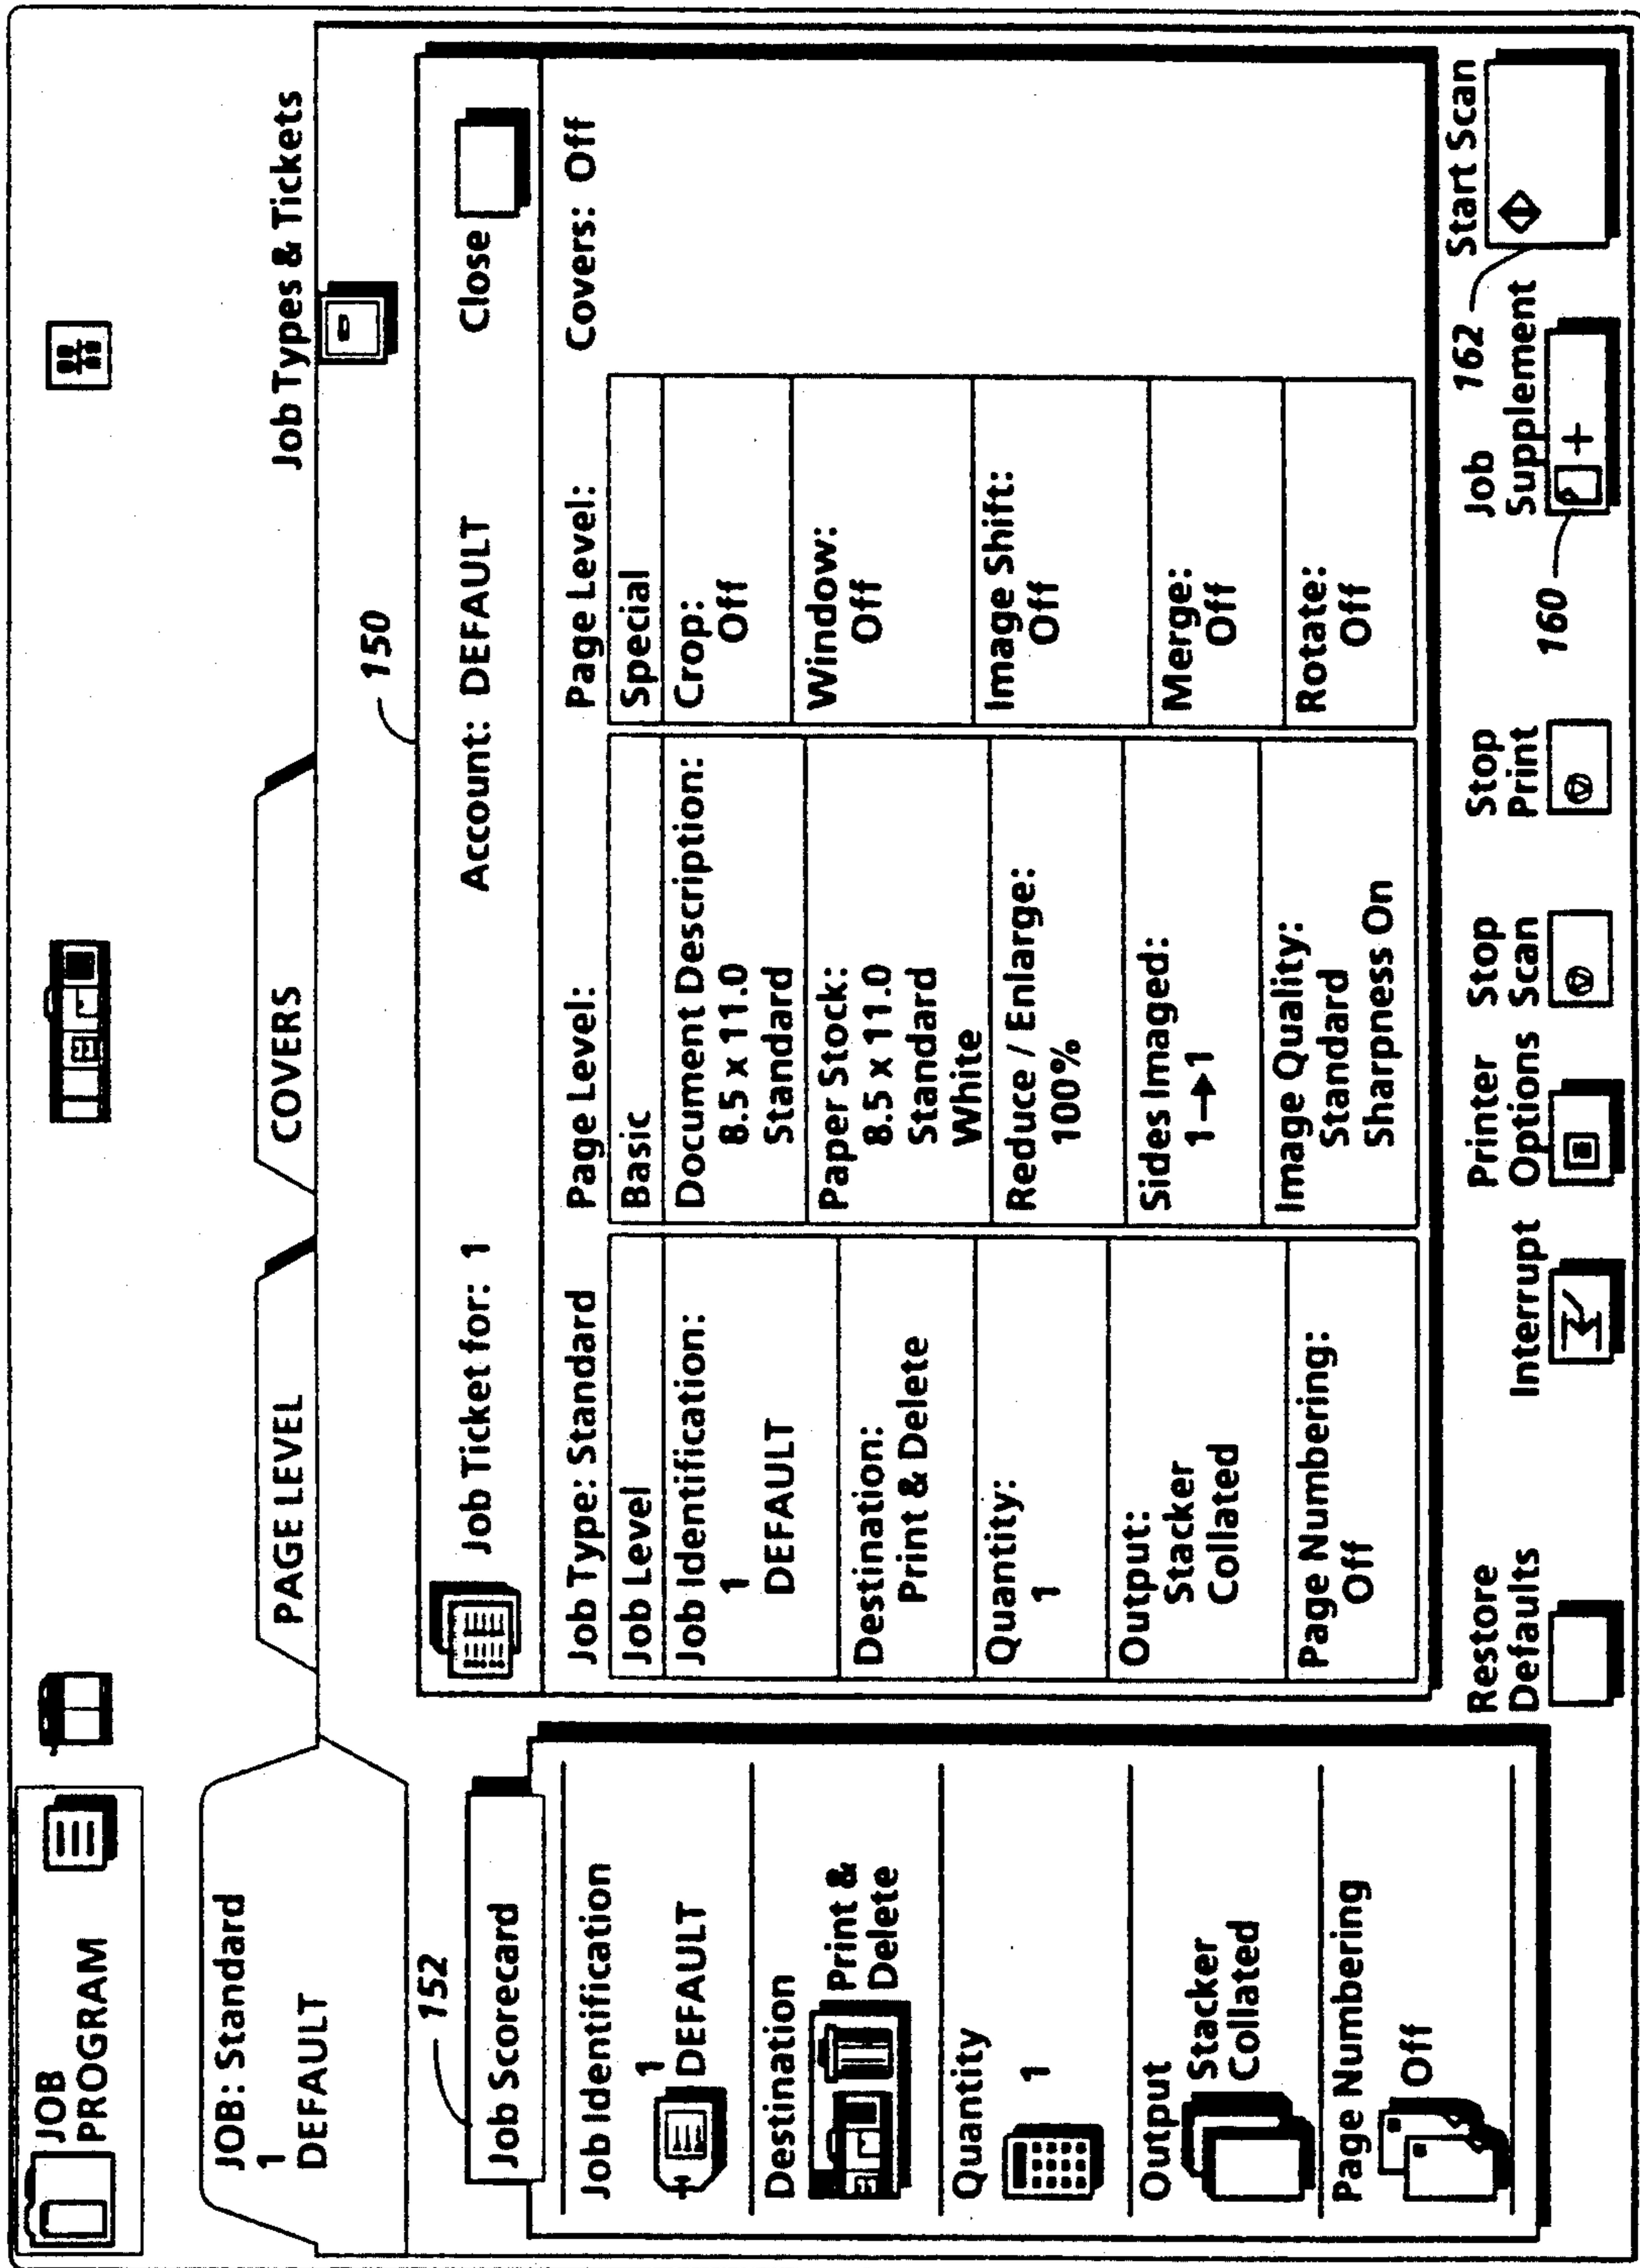 JOB
PROGRAM
JOB: Standard
1
DEFAULT
PAGE LEVEL
COVERS
Job Types & Tickets
152
Job Scorecard
Job Identification
1
DEFAULT
Destination
Print &
Delete
Quantity
1
Output
Stacker
Collated
Page Numbering
Off
150
Job Ticket for: 1
Account: DEFAULT
Close
Job Type: Standard
Job Level
Job Identification:
1
DEFAULT
Destination:
Print & Delete
Quantity:
1
Output:
Stacker
Collated
Page Numbering:
Off
Page Level:
Basic
Document Description:
8.5 x 11.0
Standard
Paper Stock:
8.5 x 11.0
Standard
White
Reduce / Enlarge:
100%
Sides Imaged:
1→1
Image Quality:
Standard
Sharpness On
Page Level:
Special
Crop:
Off
Window:
Off
Image Shift:
Off
Merge:
Off
Rotate:
Off
Covers: Off
Restore
Defaults
Interrupt
Printer
Options
Stop
Scan
Stop
Print
160
Job
Supplement
162
Start Scan